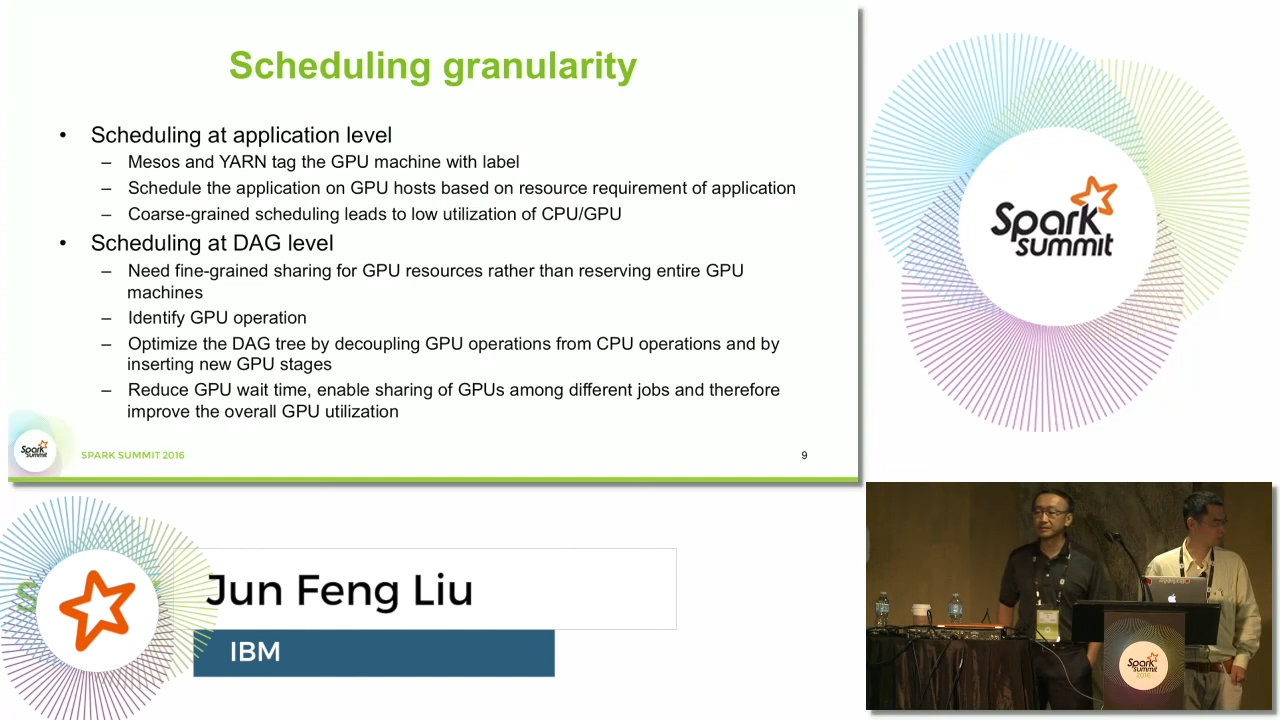 Scheduling granularity
• Scheduling at application level
– Mesos and YARN tag the GPU machine with label
– Schedule the application on GPU hosts based on resource requirement of application
– Coarse-grained scheduling leads to low utilization of CPU/GPU
• Scheduling at DAG level
– Need fine-grained sharing for GPU resources rather than reserving entire GPU
machines
– Identify GPU operation
– Optimize the DAG tree by decoupling GPU operations from CPU operations and by
inserting new GPU stages
– Reduce GPU wait time, enable sharing of GPUs among different jobs and therefore
improve the overall GPU utilization
Spark
summit
SPARK SUMMIT 2016
9
Spark
summit
Jun Feng Liu
IBM
Spark
summit
2016